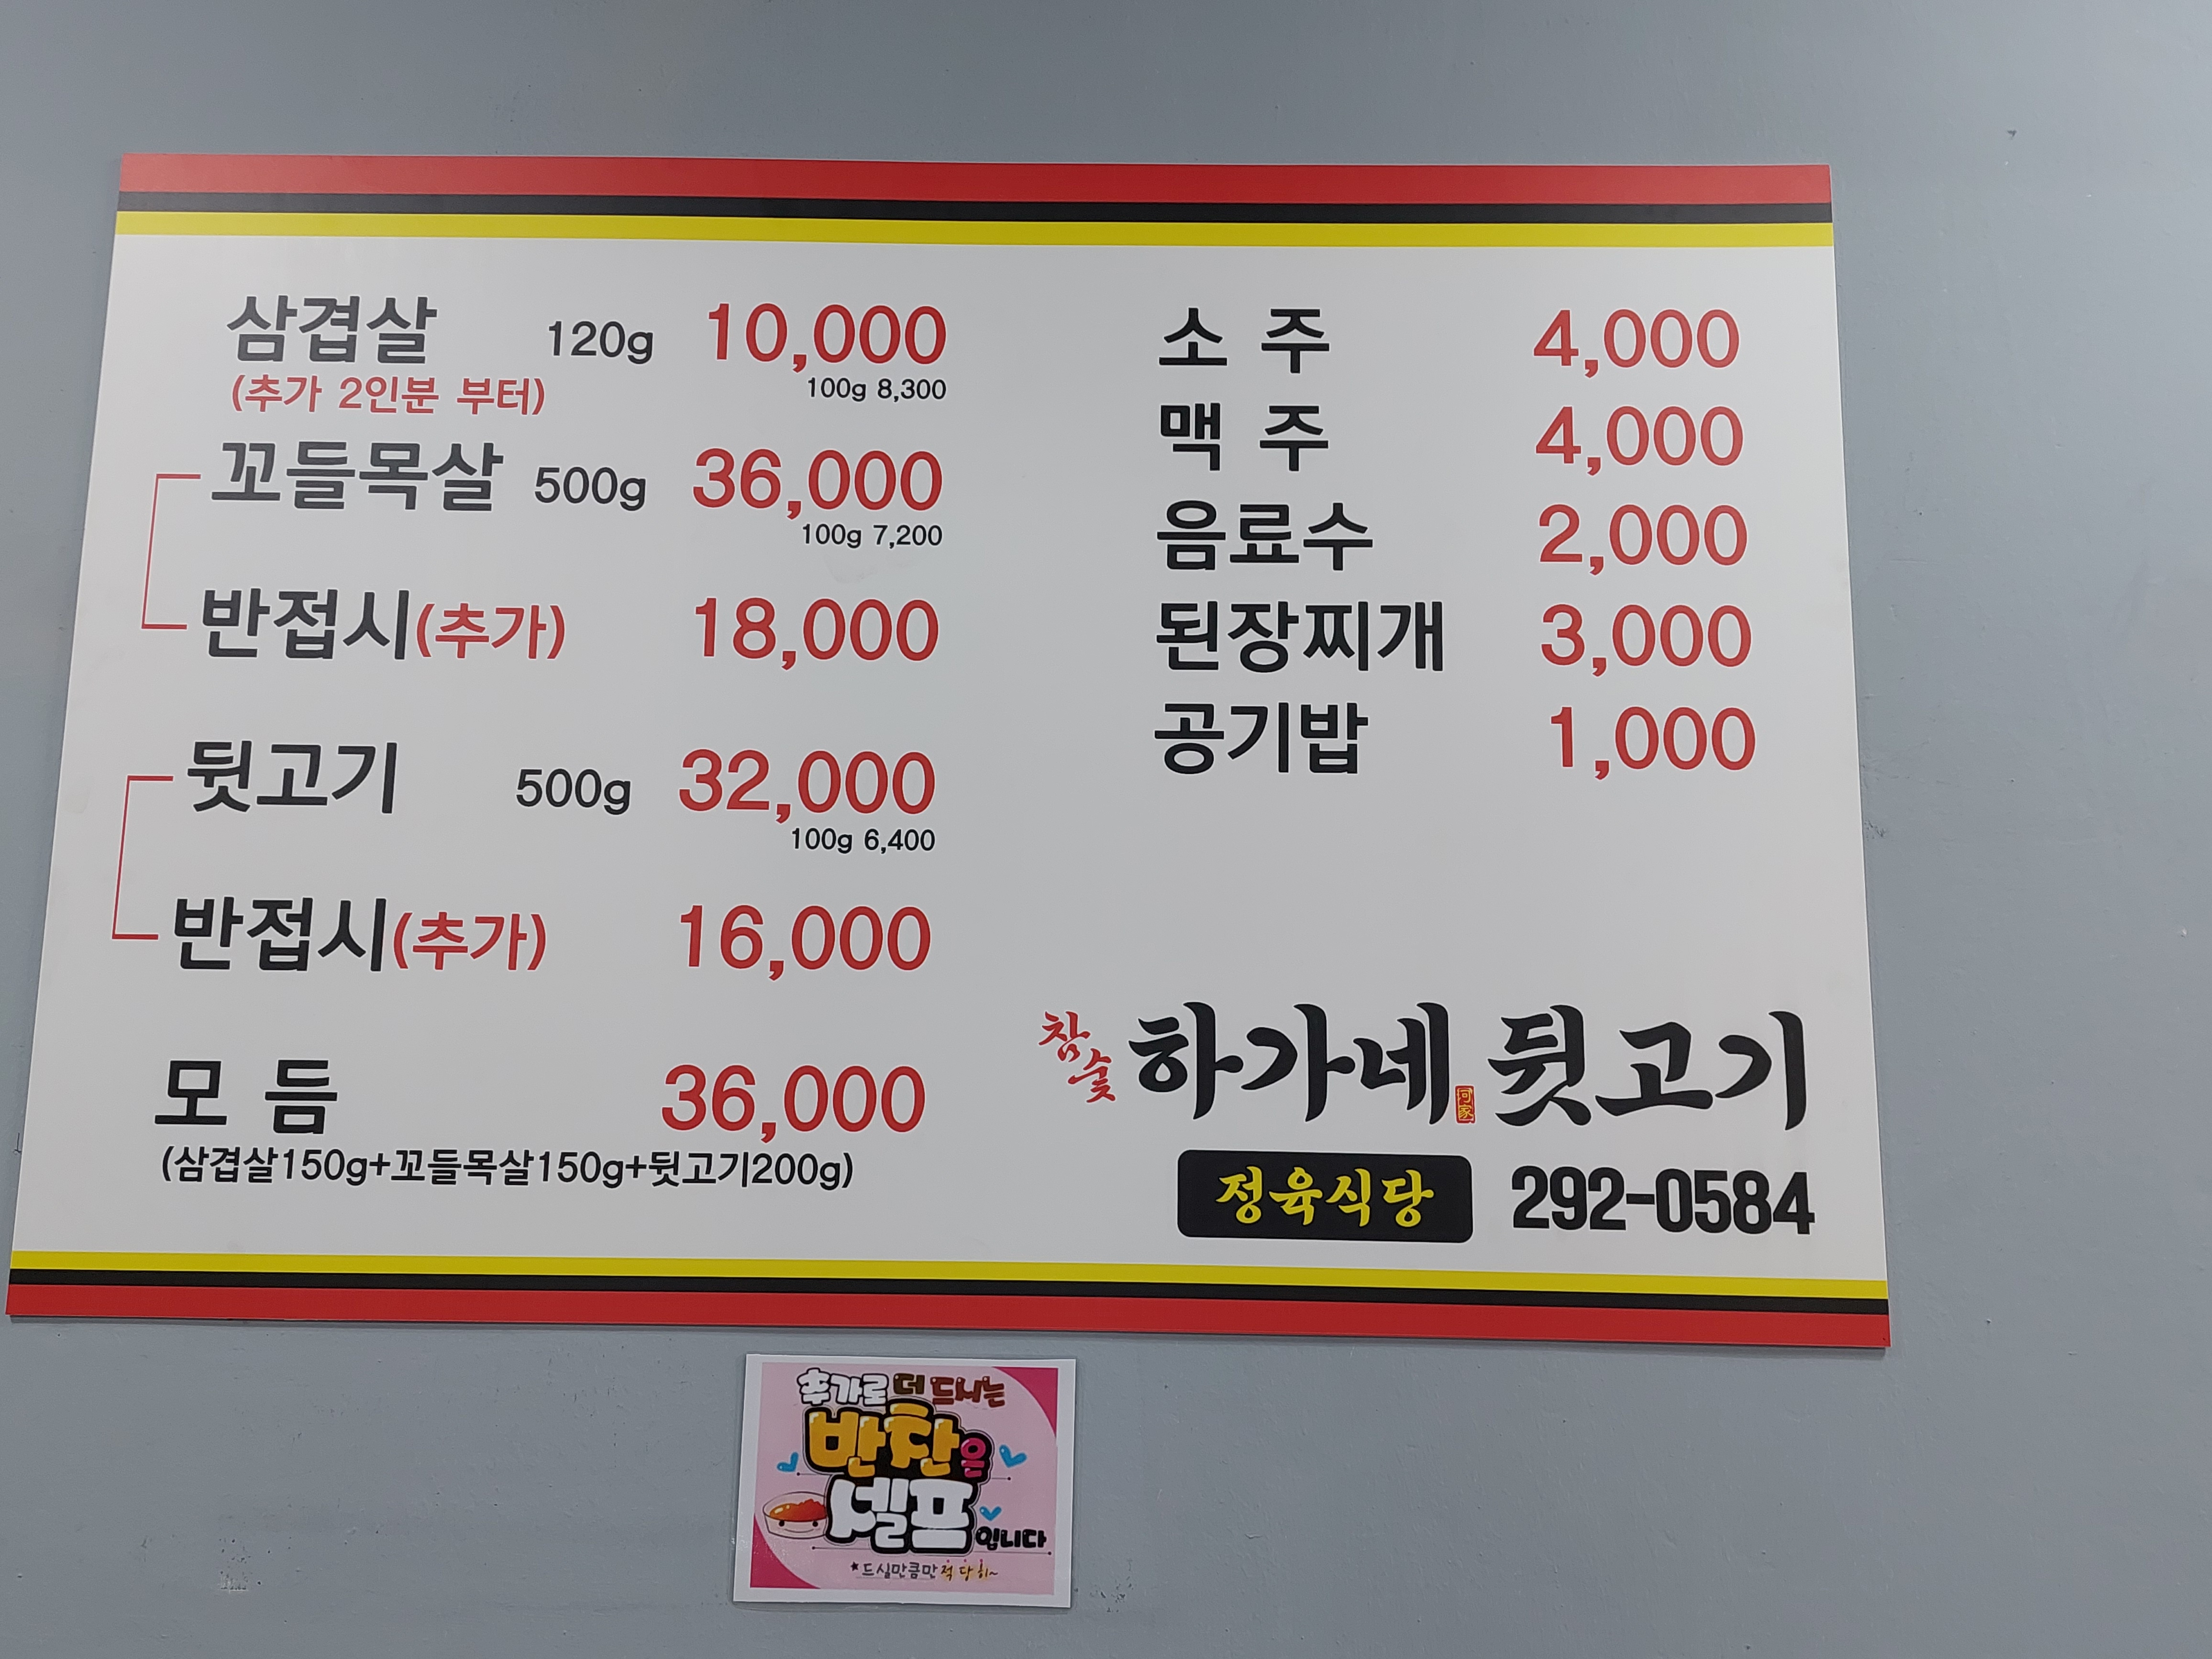 삼겹살 120g 10,000
100g 8,300
(추가 2인분 부터)
꼬들목살 500g 36,000
100g 7,200
반접시(추가) 18,000
뒷고기 500g 32,000
100g 6,400
반접시(추가) 16,000
모 듬 36,000
(삼겹살150g+꼬들목살150g+뒷고기200g)
소 주 4,000
맥 주 4,000
음료수 2,000
된장찌개 3,000
공기밥 1,000
참숯 하가네 뒷고기
정육식당 292-0584
추가로 더 드시는
반찬은
셀프입니다
*드실만큼만 적당히~